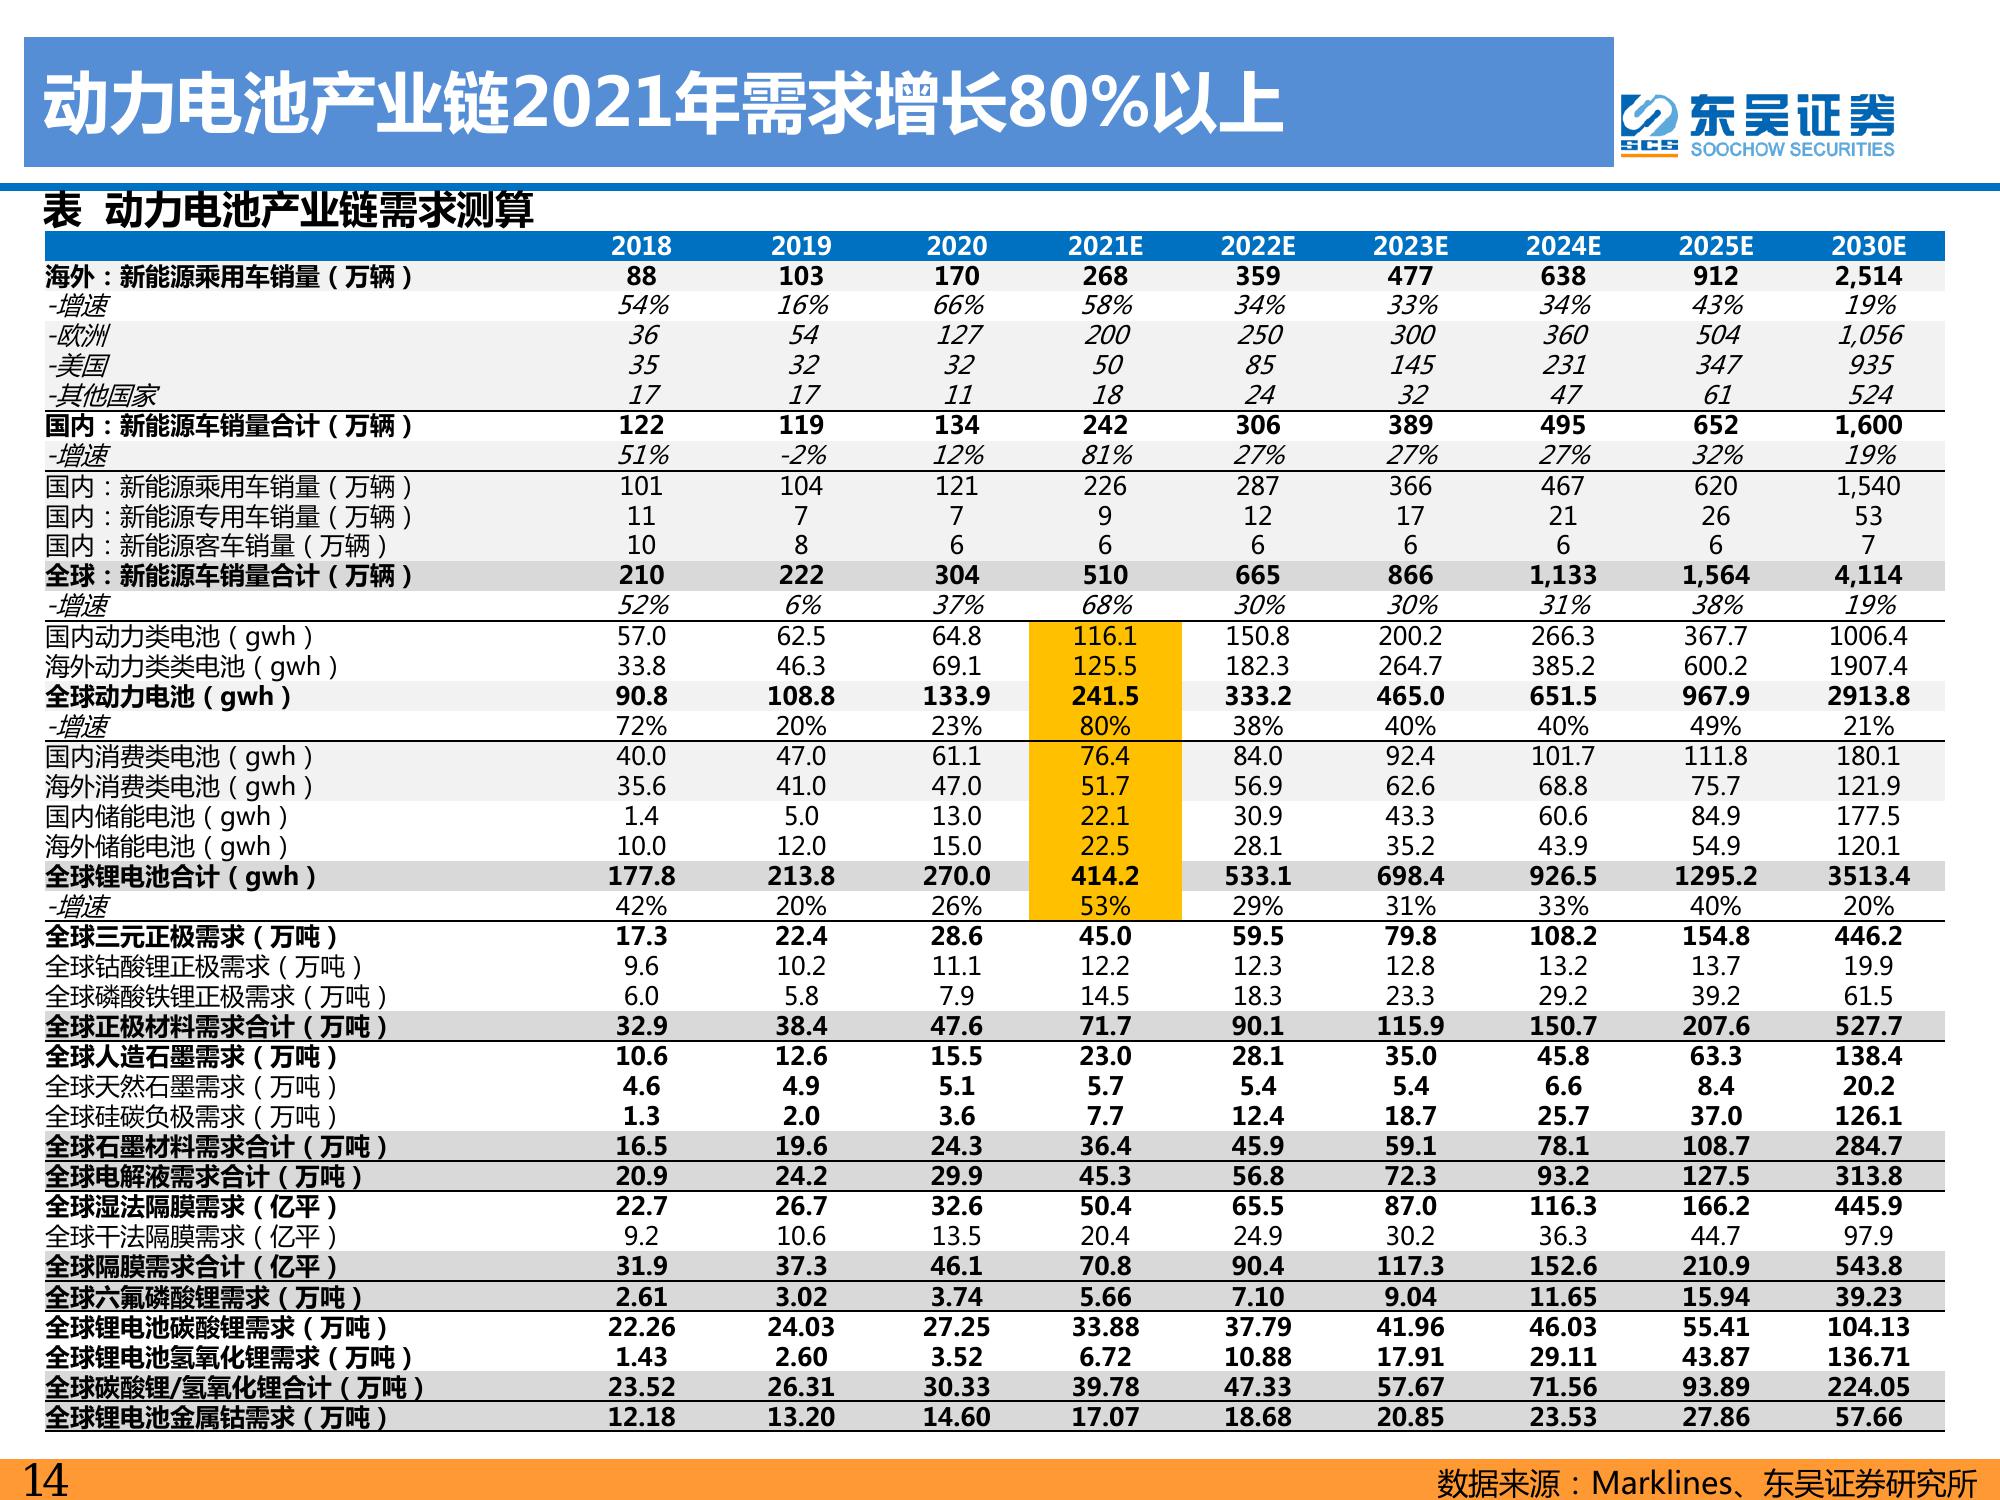 动力电池产业链2021年需求增长80%以上
东吴证券
SCS SOOCHOW SECURITIES
表 动力电池产业链需求测算
2018 2019 2020 2021E 2022E 2023E 2024E 2025E 2030E
海外：新能源乘用车销量（万辆） 88 103 170 268 359 477 638 912 2,514
-增速 54% 16% 66% 58% 34% 33% 34% 43% 19%
-欧洲 36 54 127 200 250 300 360 504 1,056
-美国 35 32 32 50 85 145 231 347 935
-其他国家 17 17 11 18 24 32 47 61 524
国内：新能源车销量合计（万辆） 122 119 134 242 306 389 495 652 1,600
-增速 51% -2% 12% 81% 27% 27% 27% 32% 19%
国内：新能源乘用车销量（万辆） 101 104 121 226 287 366 467 620 1,540
国内：新能源专用车销量（万辆） 11 7 7 9 12 17 21 26 53
国内：新能源客车销量（万辆） 10 8 6 6 6 6 6 6 7
全球：新能源车销量合计（万辆） 210 222 304 510 665 866 1,133 1,564 4,114
-增速 52% 6% 37% 68% 30% 30% 31% 38% 19%
国内动力类电池（gwh） 57.0 62.5 64.8 116.1 150.8 200.2 266.3 367.7 1006.4
海外动力类类电池（gwh） 33.8 46.3 69.1 125.5 182.3 264.7 385.2 600.2 1907.4
全球动力电池（gwh） 90.8 108.8 133.9 241.5 333.2 465.0 651.5 967.9 2913.8
-增速 72% 20% 23% 80% 38% 40% 40% 49% 21%
国内消费类电池（gwh） 40.0 47.0 61.1 76.4 84.0 92.4 101.7 111.8 180.1
海外消费类电池（gwh） 35.6 41.0 47.0 51.7 56.9 62.6 68.8 75.7 121.9
国内储能电池（gwh） 1.4 5.0 13.0 22.1 30.9 43.3 60.6 84.9 177.5
海外储能电池（gwh） 10.0 12.0 15.0 22.5 28.1 35.2 43.9 54.9 120.1
全球锂电池合计（gwh） 177.8 213.8 270.0 414.2 533.1 698.4 926.5 1295.2 3513.4
-增速 42% 20% 26% 53% 29% 31% 33% 40% 20%
全球三元正极需求（万吨） 17.3 22.4 28.6 45.0 59.5 79.8 108.2 154.8 446.2
全球钴酸锂正极需求（万吨） 9.6 10.2 11.1 12.2 12.3 12.8 13.2 13.7 19.9
全球磷酸铁锂正极需求（万吨） 6.0 5.8 7.9 14.5 18.3 23.3 29.2 39.2 61.5
全球正极材料需求合计（万吨） 32.9 38.4 47.6 71.7 90.1 115.9 150.7 207.6 527.7
全球人造石墨需求（万吨） 10.6 12.6 15.5 23.0 28.1 35.0 45.8 63.3 138.4
全球天然石墨需求（万吨） 4.6 4.9 5.1 5.7 5.4 5.4 6.6 8.4 20.2
全球硅碳负极需求（万吨） 1.3 2.0 3.6 7.7 12.4 18.7 25.7 37.0 126.1
全球石墨材料需求合计（万吨） 16.5 19.6 24.3 36.4 45.9 59.1 78.1 108.7 284.7
全球电解液需求合计（万吨） 20.9 24.2 29.9 45.3 56.8 72.3 93.2 127.5 313.8
全球湿法隔膜需求（亿平） 22.7 26.7 32.6 50.4 65.5 87.0 116.3 166.2 445.9
全球干法隔膜需求（亿平） 9.2 10.6 13.5 20.4 24.9 30.2 36.3 44.7 97.9
全球隔膜需求合计（亿平） 31.9 37.3 46.1 70.8 90.4 117.3 152.6 210.9 543.8
全球六氟磷酸锂需求（万吨） 2.61 3.02 3.74 5.66 7.10 9.04 11.65 15.94 39.23
全球锂电池碳酸锂需求（万吨） 22.26 24.03 27.25 33.88 37.79 41.96 46.03 55.41 104.13
全球锂电池氢氧化锂需求（万吨） 1.43 2.60 3.52 6.72 10.88 17.91 29.11 43.87 136.71
全球碳酸锂/氢氧化锂合计（万吨） 23.52 26.31 30.33 39.78 47.33 57.67 71.56 93.89 224.05
全球锂电池金属钴需求（万吨） 12.18 13.20 14.60 17.07 18.68 20.85 23.53 27.86 57.66
14
数据来源：Marklines、东吴证券研究所